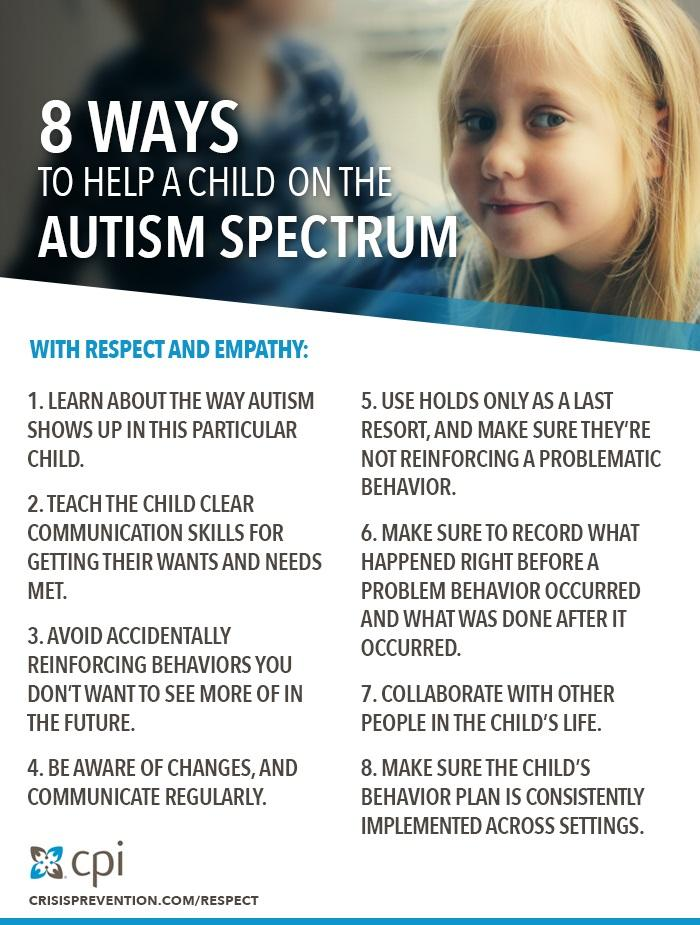 8 WAYS
TO HELP A CHILD ON THE
AUTISM SPECTRUM
WITH RESPECT AND EMPATHY:
1. LEARN ABOUT THE WAY AUTISM
SHOWS UP IN THIS PARTICULAR
CHILD.
2. TEACH THE CHILD CLEAR
COMMUNICATION SKILLS FOR
GETTING THEIR WANTS AND NEEDS
MET.
3. AVOID ACCIDENTALLY
REINFORCING BEHAVIORS YOU
DON'T WANT TO SEE MORE OF IN
THE FUTURE.
4. BE AWARE OF CHANGES, AND
COMMUNICATE REGULARLY.
5. USE HOLDS ONLY AS A LAST
RESORT, AND MAKE SURE THEY'RE
NOT REINFORCING A PROBLEMATIC
BEHAVIOR.
6. MAKE SURE TO RECORD WHAT
HAPPENED RIGHT BEFORE A
PROBLEM BEHAVIOR OCCURRED
AND WHAT WAS DONE AFTER IT
OCCURRED.
7. COLLABORATE WITH OTHER
PEOPLE IN THE CHILD'S LIFE.
8. MAKE SURE THE CHILD'S
BEHAVIOR PLAN IS CONSISTENTLY
IMPLEMENTED ACROSS SETTINGS.
cpi
CRISISPREVENTION.COM/RESPECT